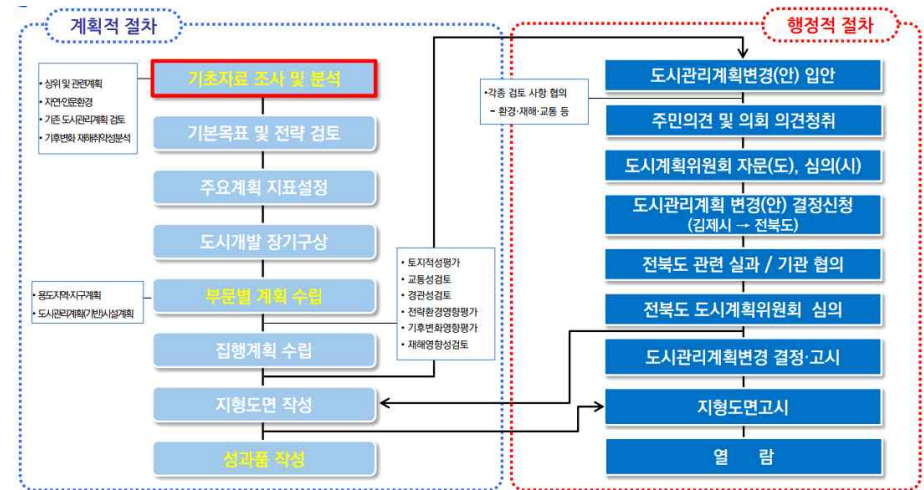 계획적 절차
기초자료 조사 및 분석
• 상위 및 관련계획
• 자연·인문환경
• 기존 도시관리계획 검토
• 기후변화 재해취약성분석
기본목표 및 전략 검토
주요계획 지표설정
도시개발 장기구상
부문별 계획 수립
• 용도지역·지구계획
• 도시관리계획(기반)시설계획
• 토지적성평가
• 교통성검토
• 경관성검토
• 전략환경영향평가
• 기후변화영향평가
• 재해영향성검토
집행계획 수립
지형도면 작성
성과품 작성
행정적 절차
도시관리계획변경(안) 입안
•각종 검토 사항 협의
– 환경·재해·교통 등
주민의견 및 의회 의견청취
도시계획위원회 자문(도), 심의(시)
도시관리계획 변경(안) 결정신청
(김제시 → 전북도)
전북도 관련 실과 / 기관 협의
전북도 도시계획위원회 심의
도시관리계획변경 결정·고시
지형도면고시
열 람